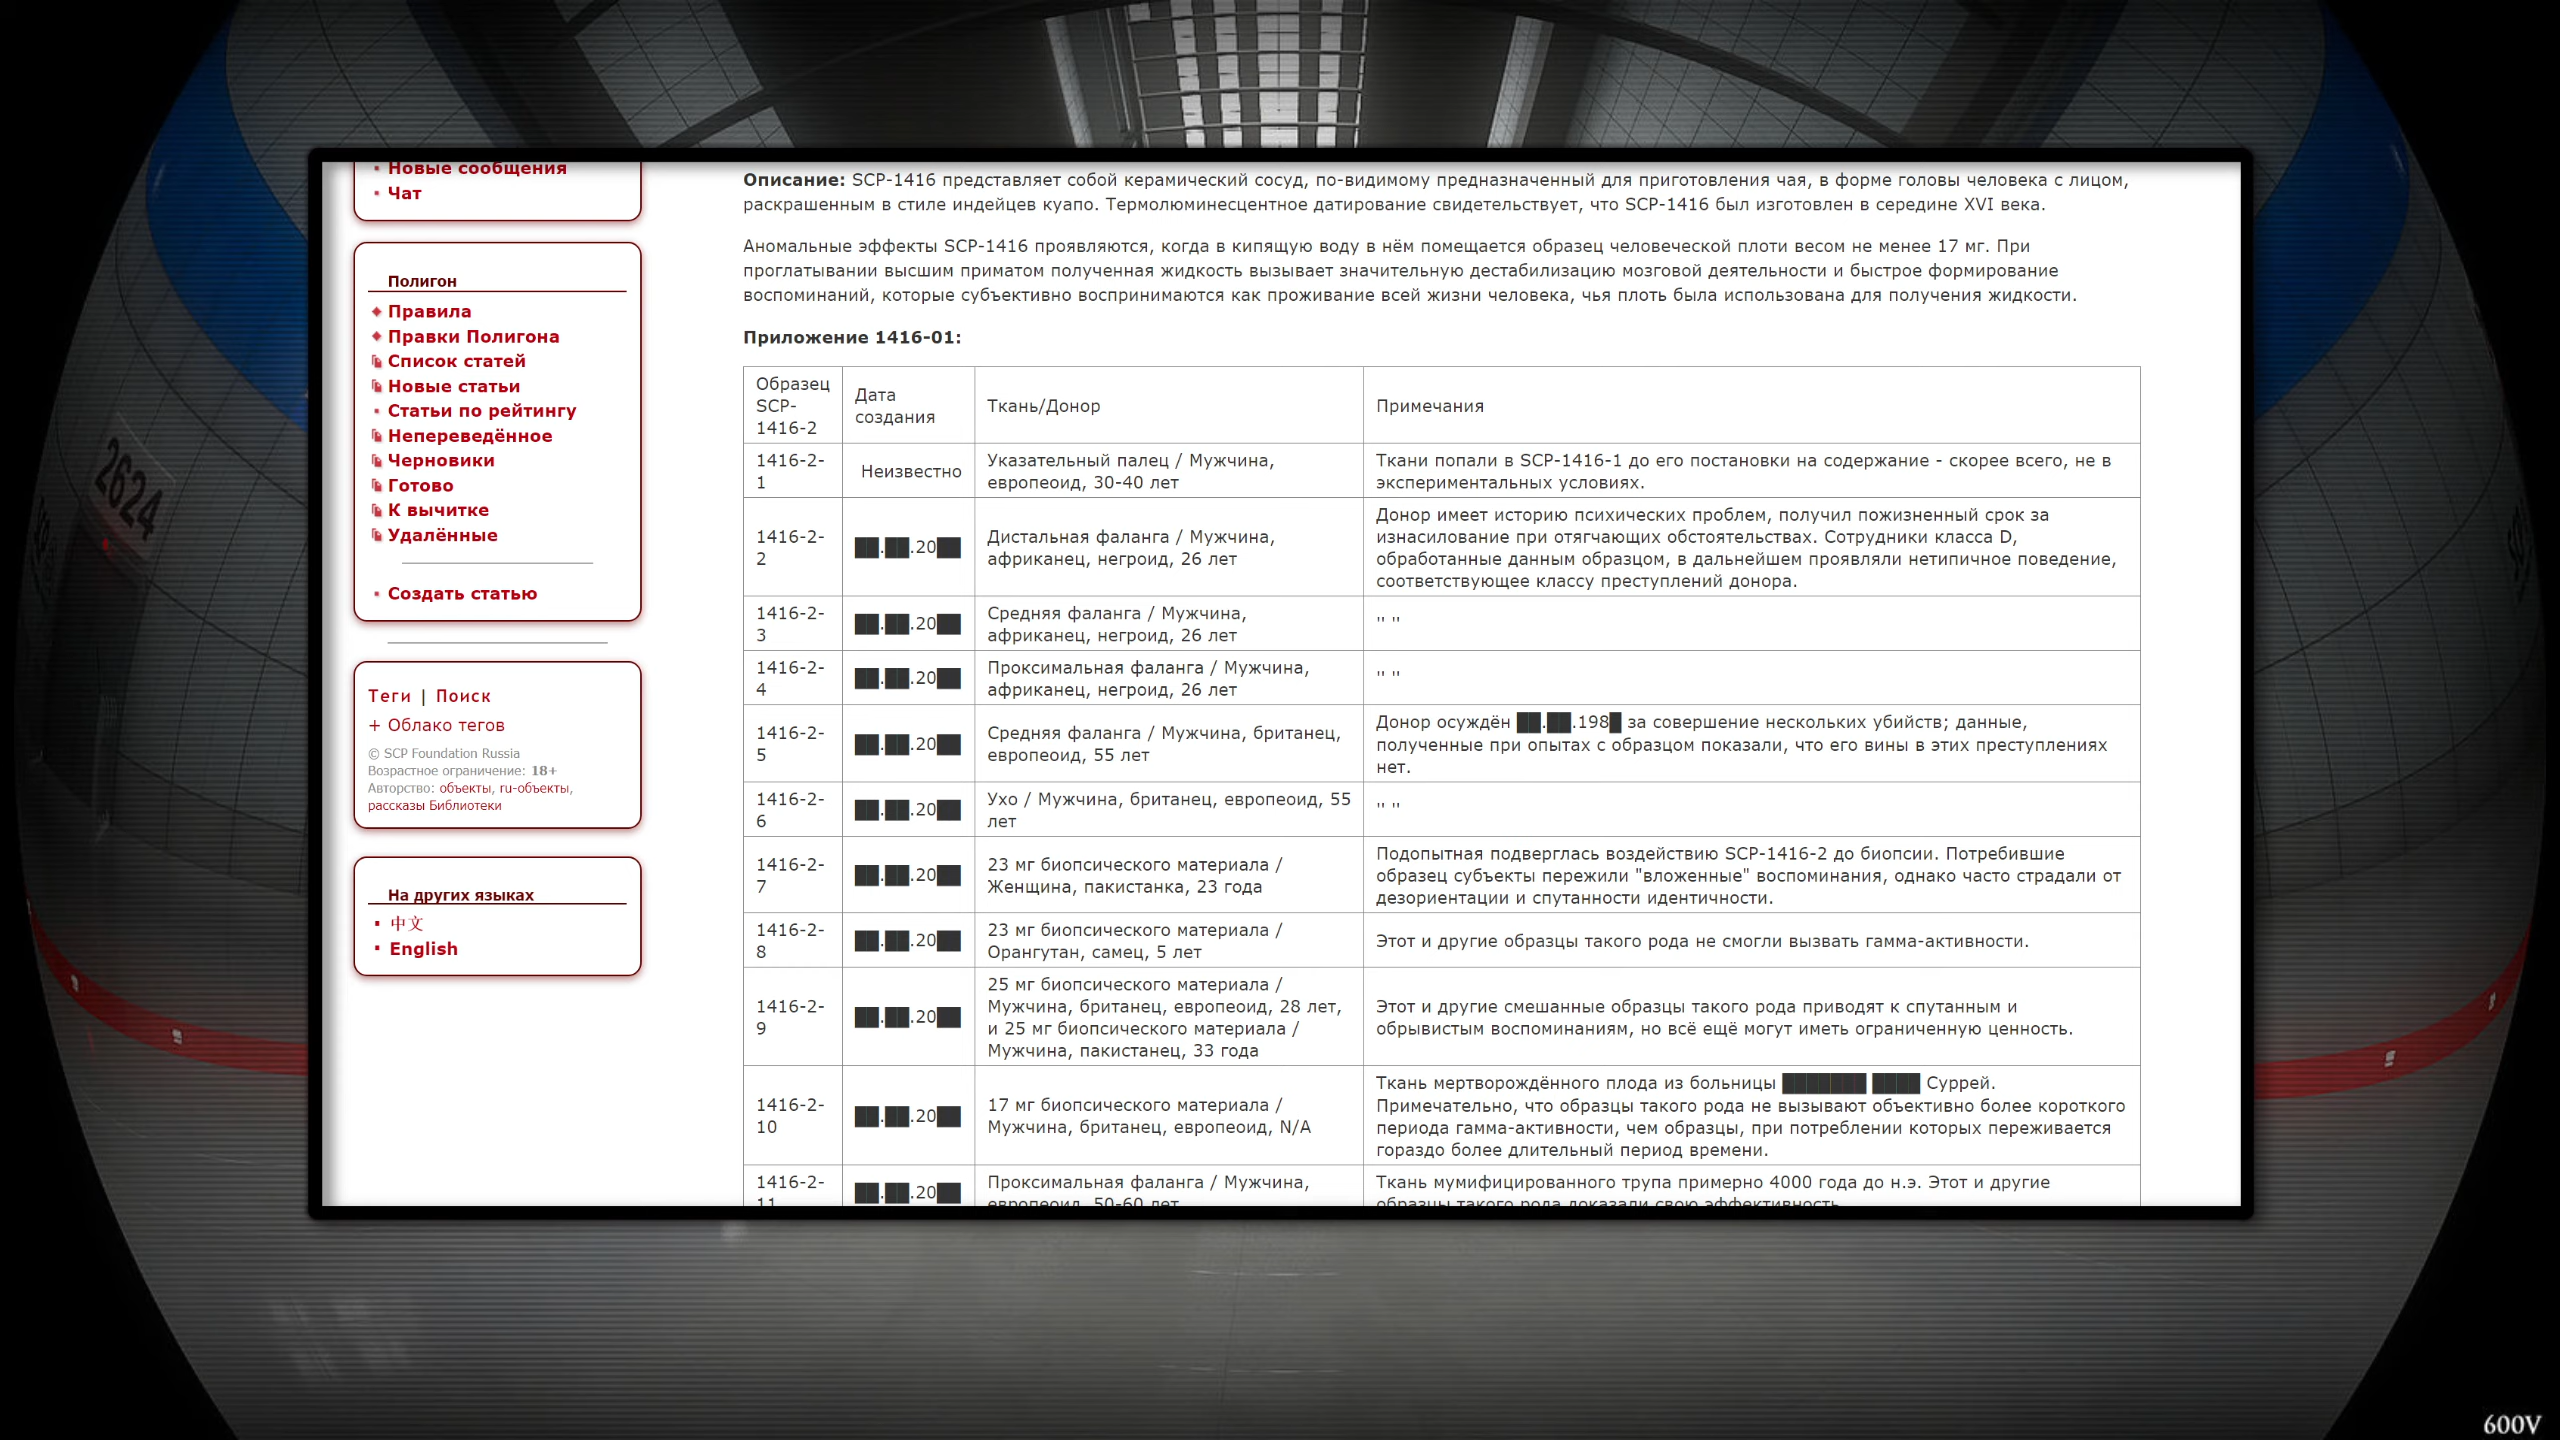 Новые сообщения
Чат
Полигон
Правила
Правки Полигона
Список статей
Новые статьи
Статьи по рейтингу
Непереведённое
Черновики
Готово
К вычитке
Удалённые
Создать статью
Теги | Поиск
+ Облако тегов
© SCP Foundation Russia
Возрастное ограничение: 18+
Авторство: объекты, ru-объекты,
рассказы Библиотеки
На других языках
中文
English
Описание: SCP-1416 представляет собой керамический сосуд, по-видимому предназначенный для приготовления чая, в форме головы человека с лицом,
раскрашенным в стиле индейцев куапо. Термолюминесцентное датирование свидетельствует, что SCP-1416 был изготовлен в середине XVI века.
Аномальные эффекты SCP-1416 проявляются, когда в кипящую воду в нём помещается образец человеческой плоти весом не менее 17 мг. При
проглатывании высшим приматом полученная жидкость вызывает значительную дестабилизацию мозговой деятельности и быстрое формирование
воспоминаний, которые субъективно воспринимаются как проживание всей жизни человека, чья плоть была использована для получения жидкости.
Приложение 1416-01:
Образец
SCP-
1416-2
Дата
создания
Ткань/Донор
Примечания
1416-2-
1
Неизвестно
Указательный палец / Мужчина,
европеоид, 30-40 лет
Ткани попали в SCP-1416-1 до его постановки на содержание - скорее всего, не в
экспериментальных условиях.
1416-2-
2
██.██.20██
Дистальная фаланга / Мужчина,
африканец, негроид, 26 лет
Донор имеет историю психических проблем, получил пожизненный срок за
изнасилование при отягчающих обстоятельствах. Сотрудники класса D,
обработанные данным образцом, в дальнейшем проявляли нетипичное поведение,
соответствующее классу преступлений донора.
1416-2-
3
██.██.20██
Средняя фаланга / Мужчина,
африканец, негроид, 26 лет
" "
1416-2-
4
██.██.20██
Проксимальная фаланга / Мужчина,
африканец, негроид, 26 лет
" "
1416-2-
5
██.██.20██
Средняя фаланга / Мужчина, британец,
европеоид, 55 лет
Донор осуждён ██.██.198█ за совершение нескольких убийств; данные,
полученные при опытах с образцом показали, что его вины в этих преступлениях
нет.
1416-2-
6
██.██.20██
Ухо / Мужчина, британец, европеоид, 55
лет
" "
1416-2-
7
██.██.20██
23 мг биопсического материала /
Женщина, пакистанка, 23 года
Подопытная подверглась воздействию SCP-1416-2 до биопсии. Потребившие
образец субъекты пережили "вложенные" воспоминания, однако часто страдали от
дезориентации и спутанности идентичности.
1416-2-
8
██.██.20██
23 мг биопсического материала /
Орангутан, самец, 5 лет
Этот и другие образцы такого рода не смогли вызвать гамма-активности.
1416-2-
9
██.██.20██
25 мг биопсического материала /
Мужчина, британец, европеоид, 28 лет,
и 25 мг биопсического материала /
Мужчина, пакистанец, 33 года
Этот и другие смешанные образцы такого рода приводят к спутанным и
обрывистым воспоминаниям, но всё ещё могут иметь ограниченную ценность.
1416-2-
10
██.██.20██
17 мг биопсического материала /
Мужчина, британец, европеоид, N/A
Ткань мертворождённого плода из больницы ███████ ████ Суррей.
Примечательно, что образцы такого рода не вызывают объективно более короткого
периода гамма-активности, чем образцы, при потреблении которых переживается
гораздо более длительный период времени.
1416-2-
11
██.██.20██
Проксимальная фаланга / Мужчина,
европеоид, 50-60 лет
Ткань мумифицированного трупа примерно 4000 года до н.э. Этот и другие
образцы такого рода доказали свою эффективность.
2624
600V